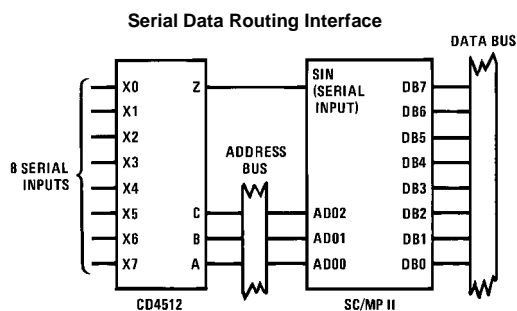 Serial Data Routing Interface
DATA BUS
8 SERIAL
INPUTS
X0
X1
X2
X3
X4
X5
X6
X7
Z
C
B
A
CD4512
ADDRESS
BUS
SIN
(SERIAL
INPUT)
AD02
AD01
AD00
DB7
DB6
DB5
DB4
DB3
DB2
DB1
DB0
SC/MP II